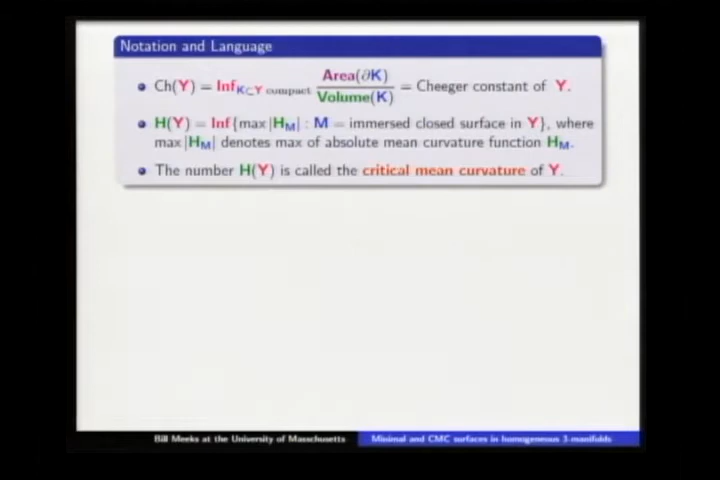 Notation and Language
Ch(Y) = Inf_{K⊂Y compact} Area(∂K) / Volume(K) = Cheeger constant of Y.
H(Y) = Inf{max |H_M| : M = immersed closed surface in Y}, where
max |H_M| denotes max of absolute mean curvature function H_M.
The number H(Y) is called the critical mean curvature of Y.
Bill Meeks at the University of Massachusetts
Minimal and CMC surfaces in homogeneous 3-manifolds